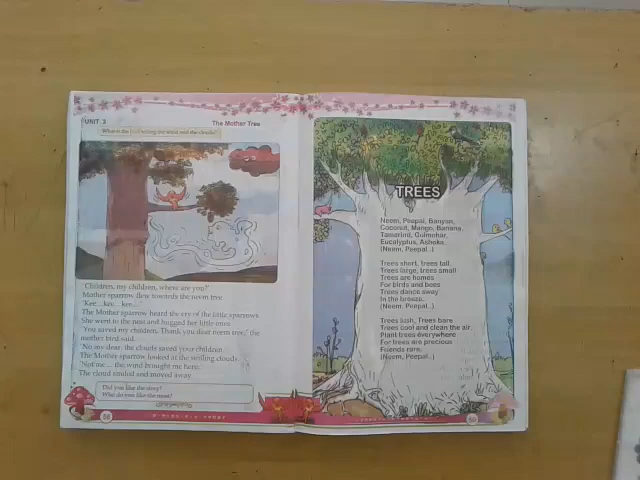 UNIT 3
The Mother Tree
'Children, my children, where are you?'
Mother sparrow flew towards the neem tree.
'Kee... kee... kee...'
The Mother sparrow heard the cry of the little sparrows.
She went to the nest and hugged her little ones.
'You saved my children. Thank you dear neem tree,' the
mother bird said.
'No my dear, the clouds saved your children.'
The Mother sparrow looked at the smiling clouds.
'Not me ... the wind brought me here.'
The cloud smiled and moved away.
Did you like the story?
What do you like the most?
58
TREES
Neem, Peepal, Banyan,
Coconut, Mango, Banana
Tamarind, Gulmohar,
Eucalyptus, Ashoka,
(Neem, Peepal..)
Trees short, trees tall,
Trees large, trees small
Trees are homes
For birds and bees
Trees dance away
In the breeze.
(Neem, Peepal..)
Trees lush, Trees bare
Trees cool and clean the air,
Plant trees everywhere
For trees are precious
Friends rare,
(Neem, Peepal..)